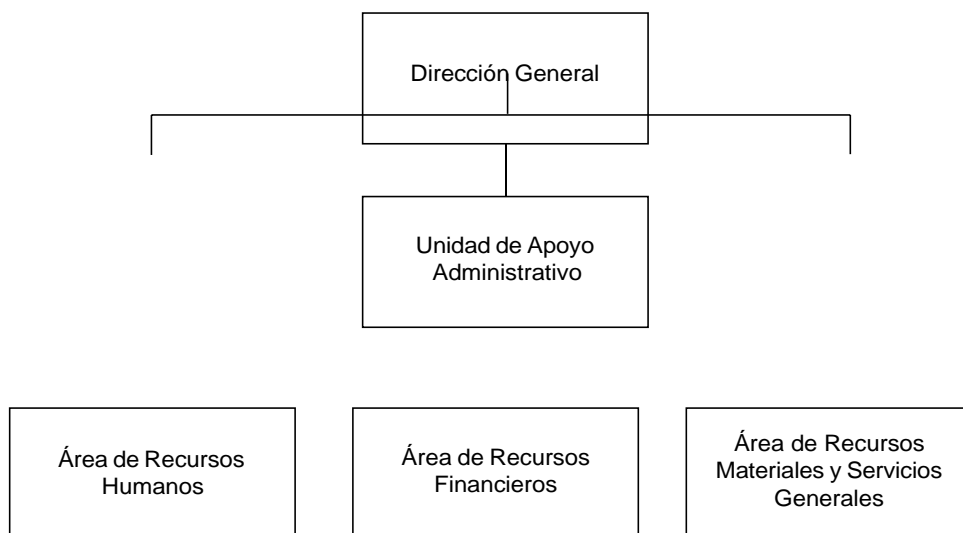 Dirección General
Unidad de Apoyo
Administrativo
Área de Recursos
Humanos
Área de Recursos
Financieros
Área de Recursos
Materiales y Servicios
Generales